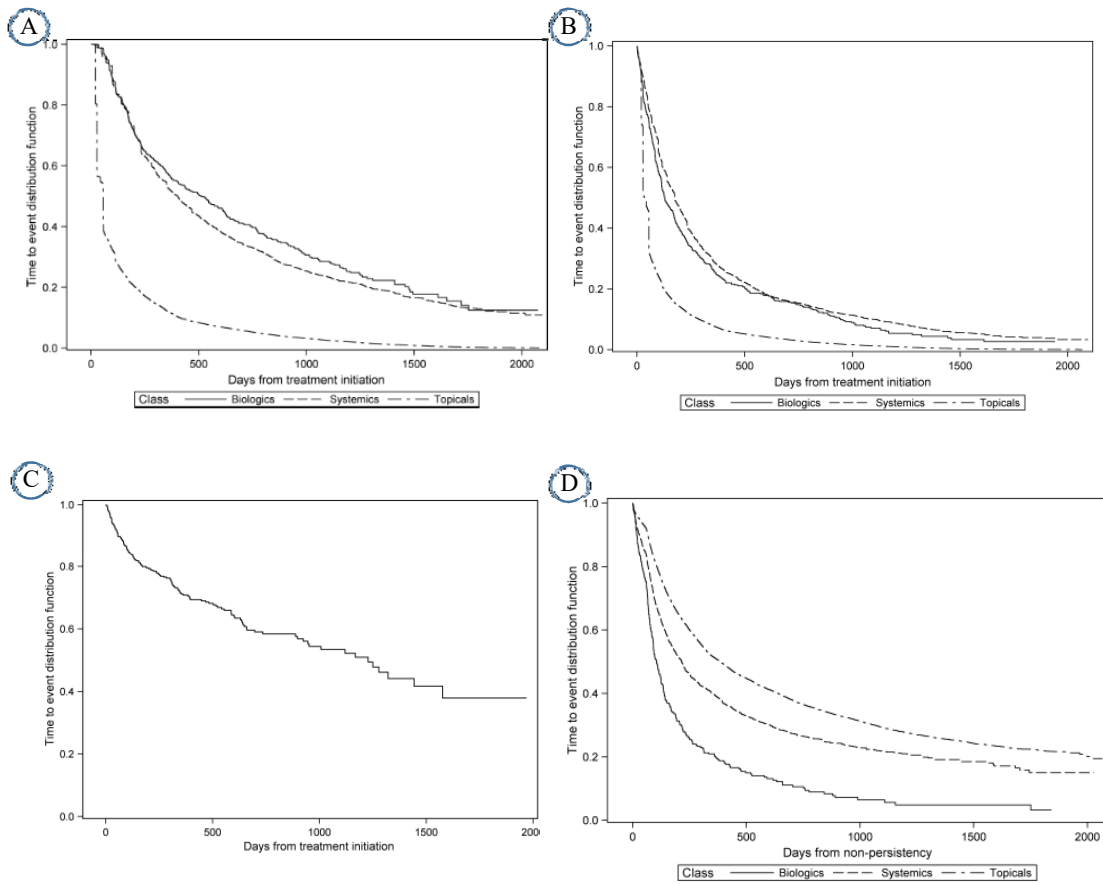 A
Time to event distribution function
1.0
0.8
0.6
0.4
0.2
0.0
0 500 1000 1500 2000
Days from treatment initiation
Class Biologics Systemics Topicals
B
Time to event distribution function
1.0
0.8
0.6
0.4
0.2
0.0
0 500 1000 1500 2000
Days from treatment initiation
Class Biologics Systemics Topicals
C
Time to event distribution function
1.0
0.8
0.6
0.4
0.2
0.0
0 500 1000 1500 200
Days from treatment initiation
D
Time to event distribution function
1.0
0.8
0.6
0.4
0.2
0.0
0 500 1000 1500 2000
Days from non-persistency
Class Biologics Systemics Topicals